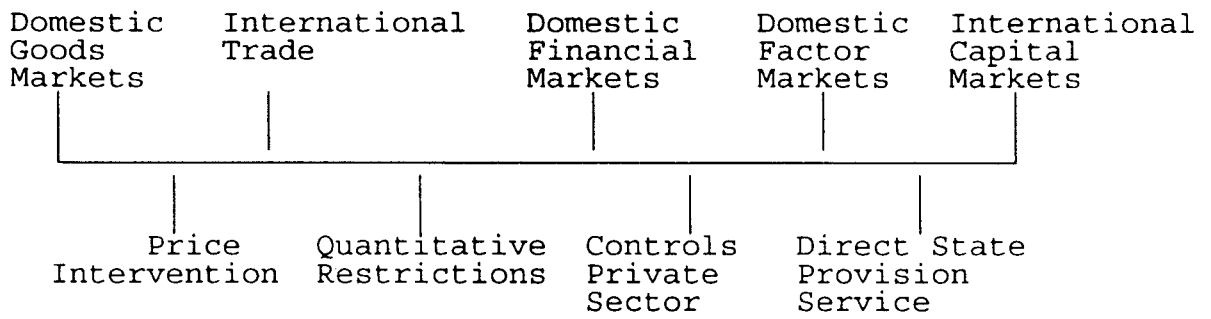 Domestic Goods Markets
International Trade
Domestic Financial Markets
Domestic Factor Markets
International Capital Markets
Price Intervention
Quantitative Restrictions
Controls Private Sector
Direct State Provision Service